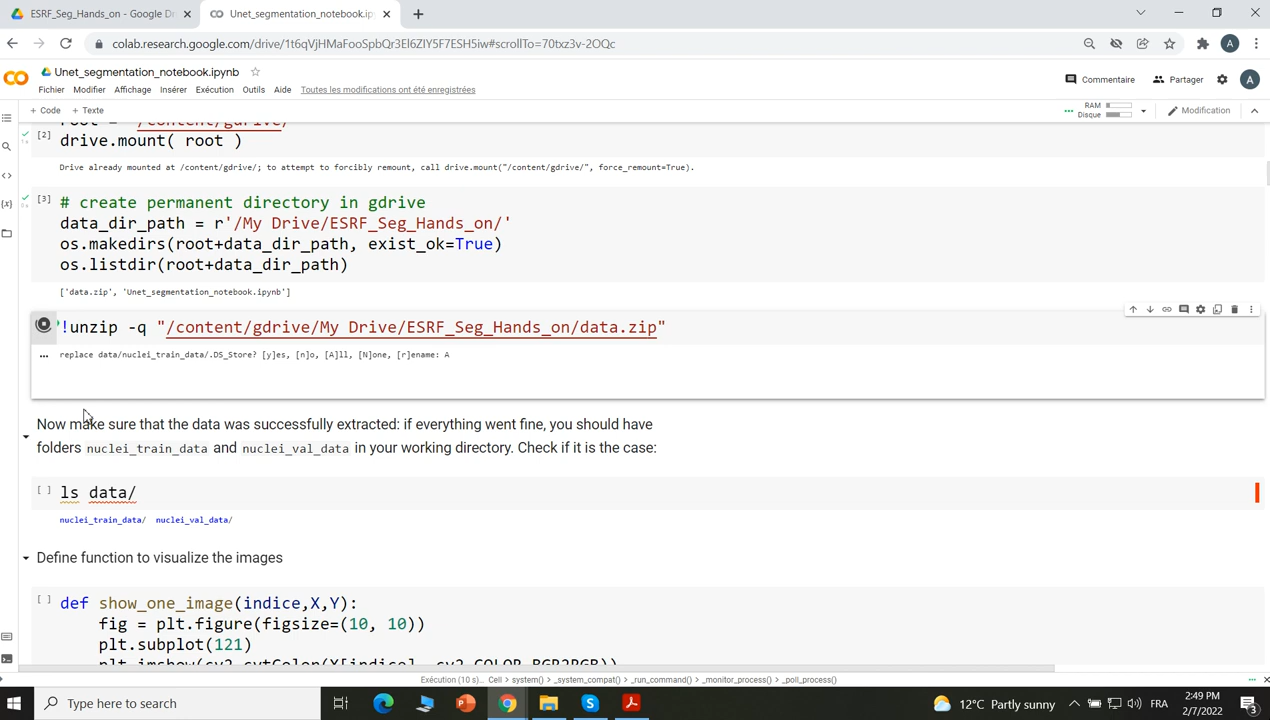 ESRF_Seg_Hands_on - Google Dri
Unet_segmentation_notebook.ipyn
colab.research.google.com/drive/1t6qVjHMaFooSpbQr3El6ZIY5F7ESH5iw#scrollTo=70txz3v-2OQc
A
Unet_segmentation_notebook.ipynb
Commentaire
Partager
A
Fichier Modifier Affichage Insérer Exécution Outils Aide Toutes les modifications ont été enregistrées
+ Code + Texte
RAM
Disque
Modification
[2]
drive.mount( root )
Drive already mounted at /content/gdrive/; to attempt to forcibly remount, call drive.mount("/content/gdrive/", force_remount=True).
[3] # create permanent directory in gdrive
data_dir_path = r'/My Drive/ESRF_Seg_Hands_on/'
os.makedirs(root+data_dir_path, exist_ok=True)
os.listdir(root+data_dir_path)
['data.zip', 'Unet_segmentation_notebook.ipynb']
!unzip -q "/content/gdrive/My Drive/ESRF_Seg_Hands_on/data.zip"
... replace data/nuclei_train_data/.DS_Store? [y]es, [n]o, [A]ll, [N]one, [r]ename: A
Now make sure that the data was successfully extracted: if everything went fine, you should have
folders nuclei_train_data and nuclei_val_data in your working directory. Check if it is the case:
[ ] ls data/
nuclei_train_data/ nuclei_val_data/
Define function to visualize the images
[ ] def show_one_image(indice,X,Y):
fig = plt.figure(figsize=(10, 10))
plt.subplot(121)
Exécution (10 s) Cell > system() > _system_compat() > _run_command() > _monitor_process() > _poll_process()
Type here to search
12°C Partly sunny
FRA
2:49 PM
2/7/2022
3